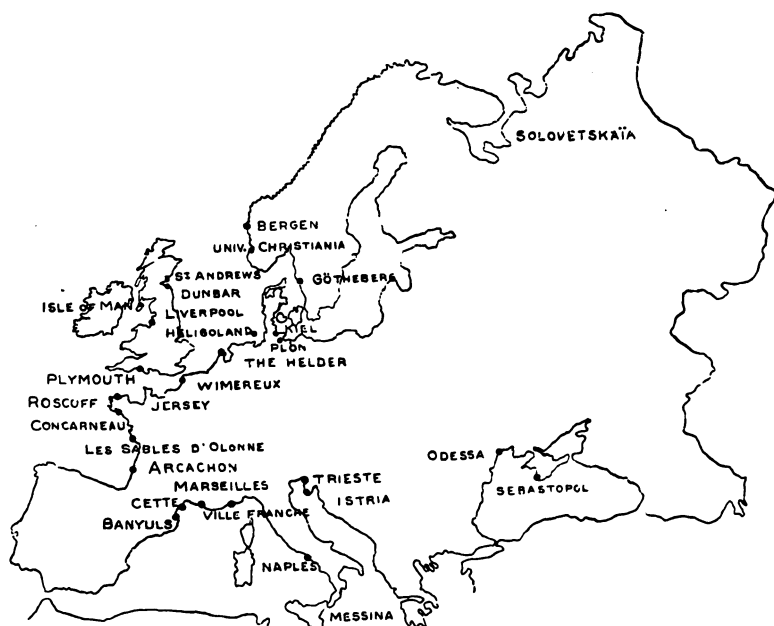 SOLOVETSKAÏA
BERGEN
UNIV. CHRISTIANIA
ST ANDREWS
GÖTHEBERG
DUNBAR
ISLE OF MAN
LIVERPOOL
HELIGOLAND
KIEL
PLÖN
THE HELDER
PLYMOUTH
WIMEREUX
ROSCUFF
JERSEY
CONCARNEAU
LES SABLES D'OLONNE
ODESSA
ARCACHON
MARSEILLES
TRIESTE
SEBASTOPOL
ISTRIA
CETTE
VILLE FRANCHE
BANYULS
NAPLES
MESSINA